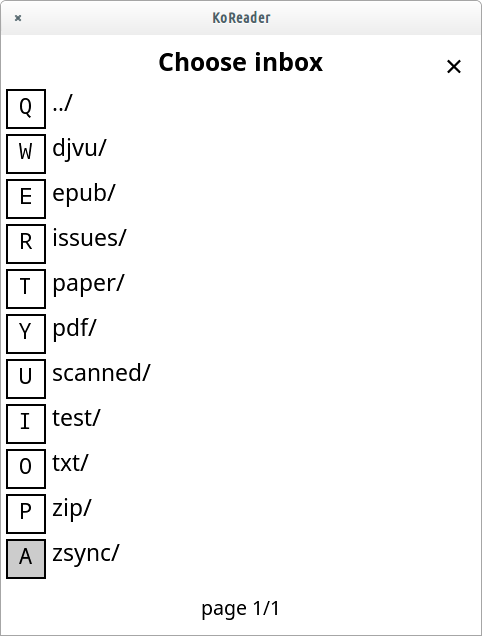 × KoReader
Choose inbox ×
Q ../
W djvu/
E epub/
R issues/
T paper/
Y pdf/
U scanned/
I test/
O txt/
P zip/
A zsync/
page 1/1